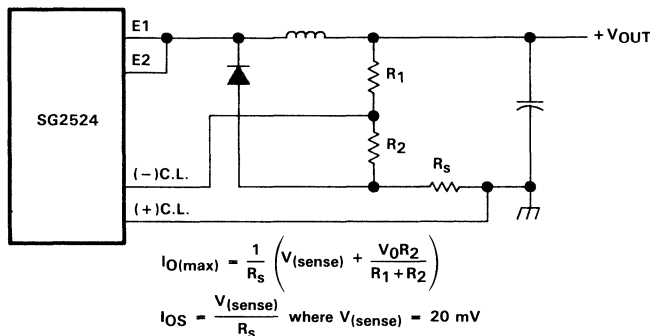 E1
+ VOUT
E2
R1
SG2524
R2
RS
(−)C.L.
(+)C.L.
IO(max) = 1/RS (V(sense) + VOR2/(R1 + R2))
IOS = V(sense)/RS where V(sense) = 20 mV